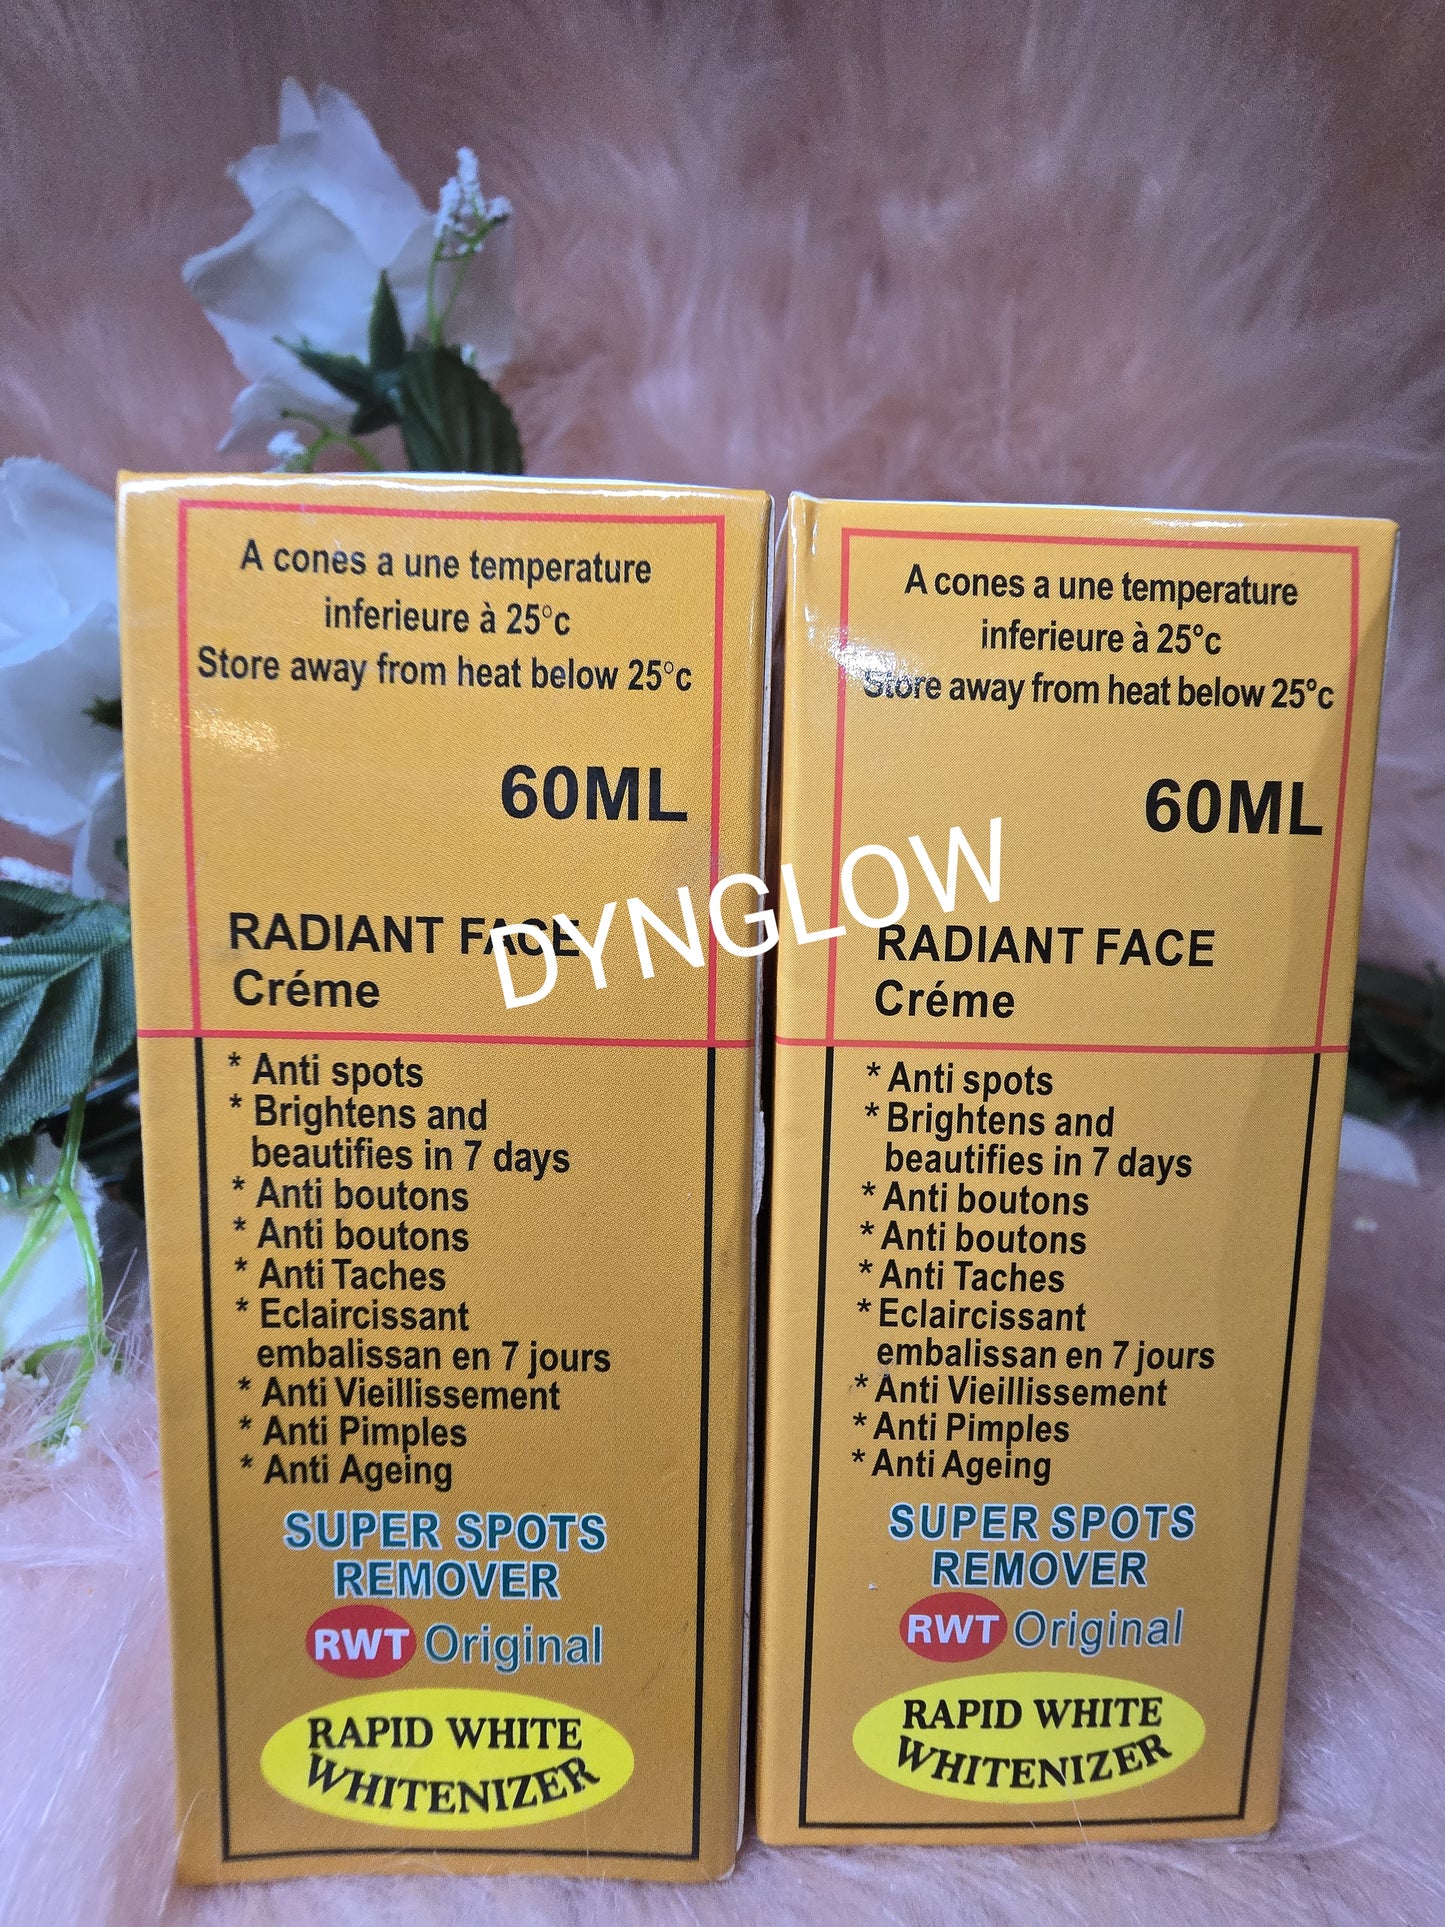 A cones a une temperature
inferieure à 25°c
Store away from heat below 25°c
60ML
RADIANT FACE
Créme
* Anti spots
* Brightens and
beautifies in 7 days
* Anti boutons
* Anti boutons
* Anti Taches
* Eclaircissant
embalissan en 7 jours
* Anti Vieillissement
* Anti Pimples
* Anti Ageing
SUPER SPOTS
REMOVER
RWT Original
RAPID WHITE
WHITENIZER
A cones a une temperature
inferieure à 25°c
Store away from heat below 25°c
60ML
RADIANT FACE
Créme
* Anti spots
* Brightens and
beautifies in 7 days
* Anti boutons
* Anti boutons
* Anti Taches
* Eclaircissant
embalissan en 7 jours
* Anti Vieillissement
* Anti Pimples
* Anti Ageing
SUPER SPOTS
REMOVER
RWT Original
RAPID WHITE
WHITENIZER
DYNGLOW